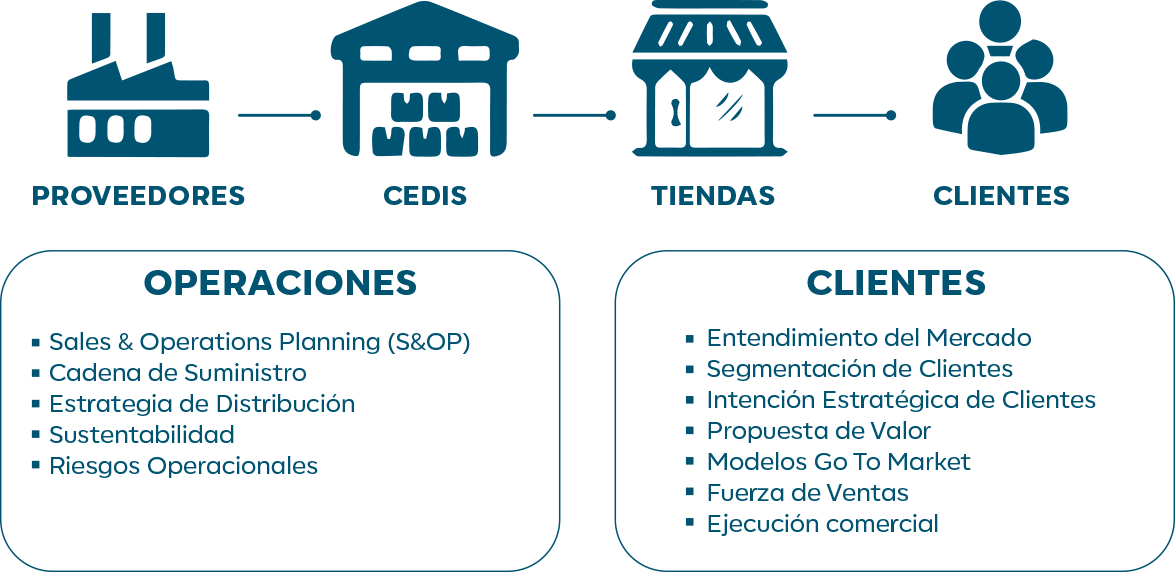 PROVEEDORES
CEDIS
TIENDAS
CLIENTES
OPERACIONES
▪ Sales & Operations Planning (S&OP)
▪ Cadena de Suministro
▪ Estrategia de Distribución
▪ Sustentabilidad
▪ Riesgos Operacionales
CLIENTES
▪ Entendimiento del Mercado
▪ Segmentación de Clientes
▪ Intención Estratégica de Clientes
▪ Propuesta de Valor
▪ Modelos Go To Market
▪ Fuerza de Ventas
▪ Ejecución comercial